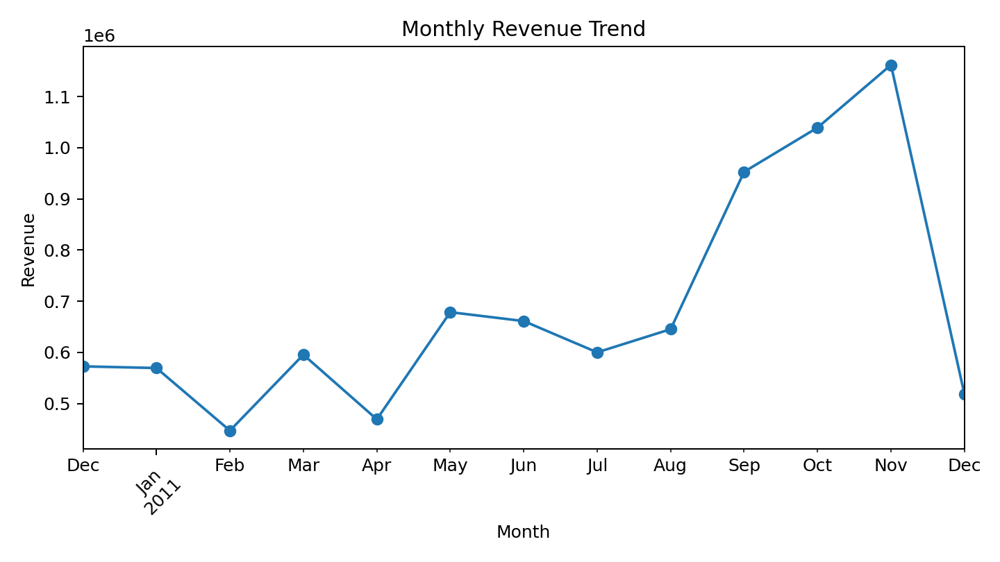 Monthly Revenue Trend
1e6
1.1
1.0
0.9
0.8
0.7
0.6
0.5
Revenue
Dec
Jan
2011
Feb
Mar
Apr
May
Jun
Jul
Aug
Sep
Oct
Nov
Dec
Month